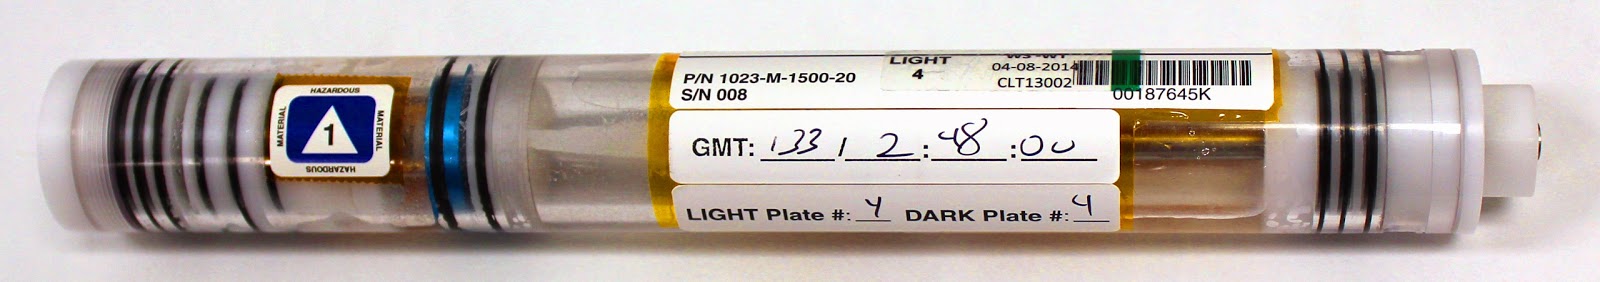 HAZARDOUS
MATERIAL
1
MATERIAL
HAZARDOUS
P/N 1023-M-1500-20
S/N 008
LIGHT
4
04-08-2014
CLT13002
00187645K
GMT: 133 / 2 : 48 : 00
LIGHT Plate #: 4 DARK Plate #: 4